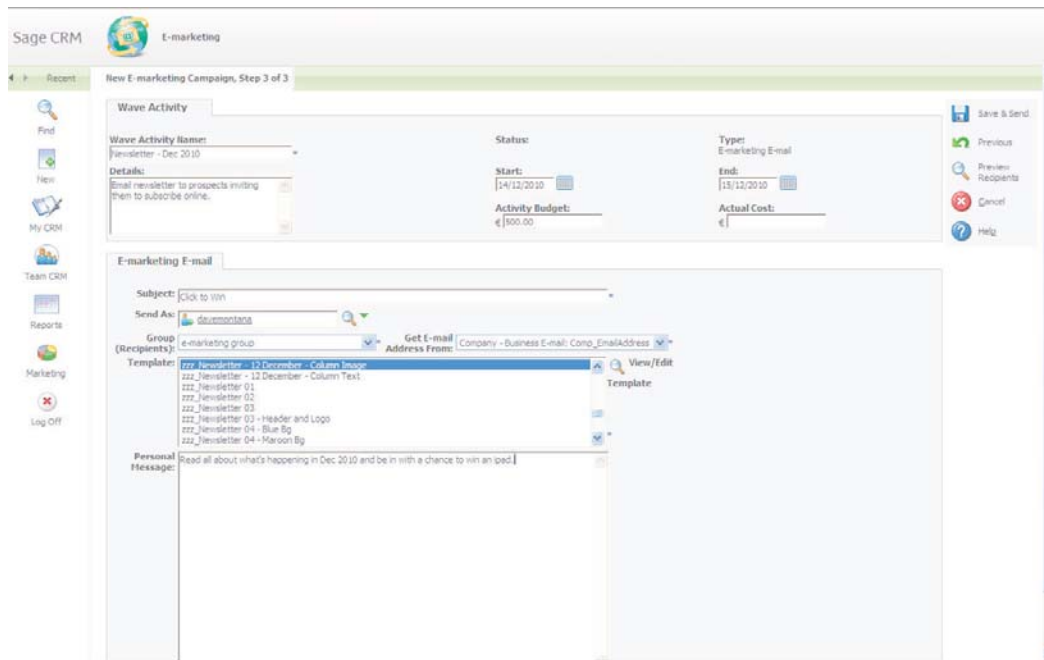 Sage CRM
E-marketing
Recent
New E-marketing Campaign, Step 3 of 3
Find
New
My CRM
Team CRM
Reports
Marketing
Log Off
Wave Activity
Wave Activity Name:
Newsletter - Dec 2010
Status:
Type:
E-marketing E-mail
Details:
Email newsletter to prospects inviting
them to subscribe online.
Start:
14/12/2010
End:
15/12/2010
Activity Budget:
€ 500.00
Actual Cost:
€
E-marketing E-mail
Subject: Click to Win
Send As: davemontana
Group
(Recipients): e-marketing group
Get E-mail
Address From: Company - Business E-mail: Comp_EmailAddress
Template: zzz_Newsletter - 12 December - Column Image
zzz_Newsletter - 12 December - Column Text
zzz_Newsletter 01
zzz_Newsletter 02
zzz_Newsletter 03
zzz_Newsletter 03 - Header and Logo
zzz_Newsletter 04 - Blue Bg
zzz_Newsletter 04 - Maroon Bg
View/Edit
Template
Personal
Message: Read all about what's happening in Dec 2010 and be in with a chance to win an ipad.
Save & Send
Previous
Preview
Recipients
Cancel
Help